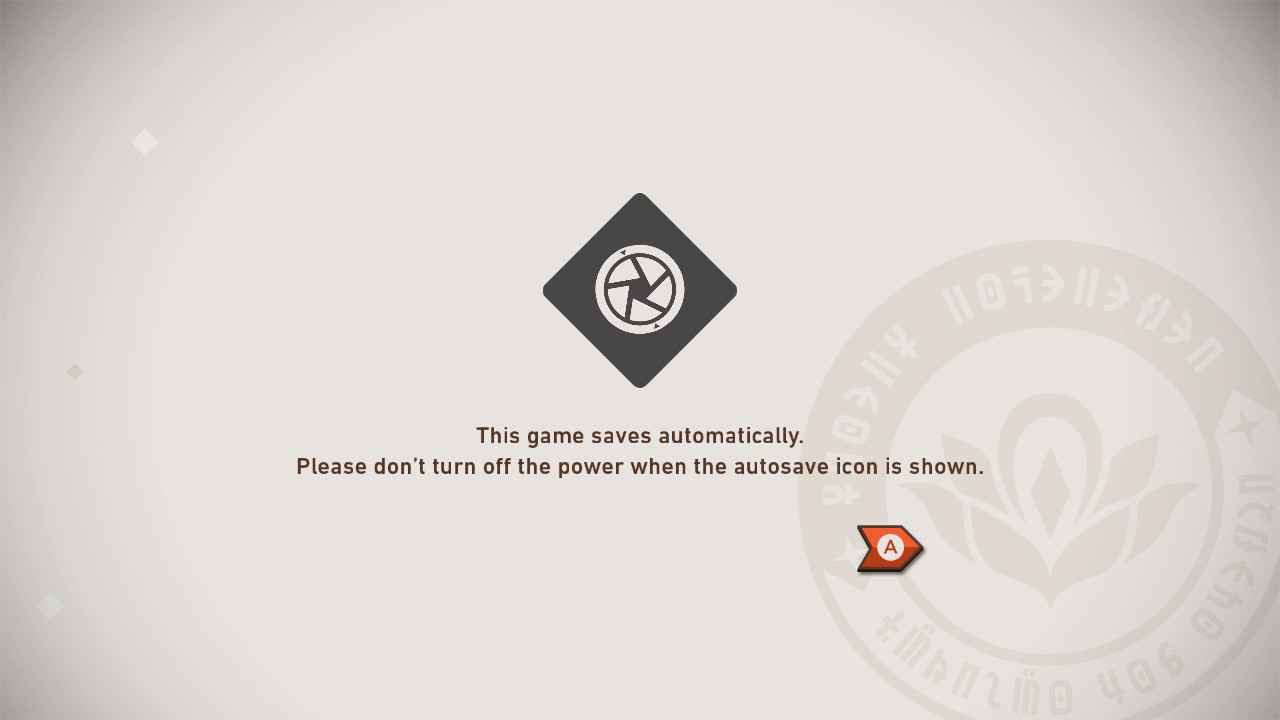 This game saves automatically.
Please don't turn off the power when the autosave icon is shown.
A